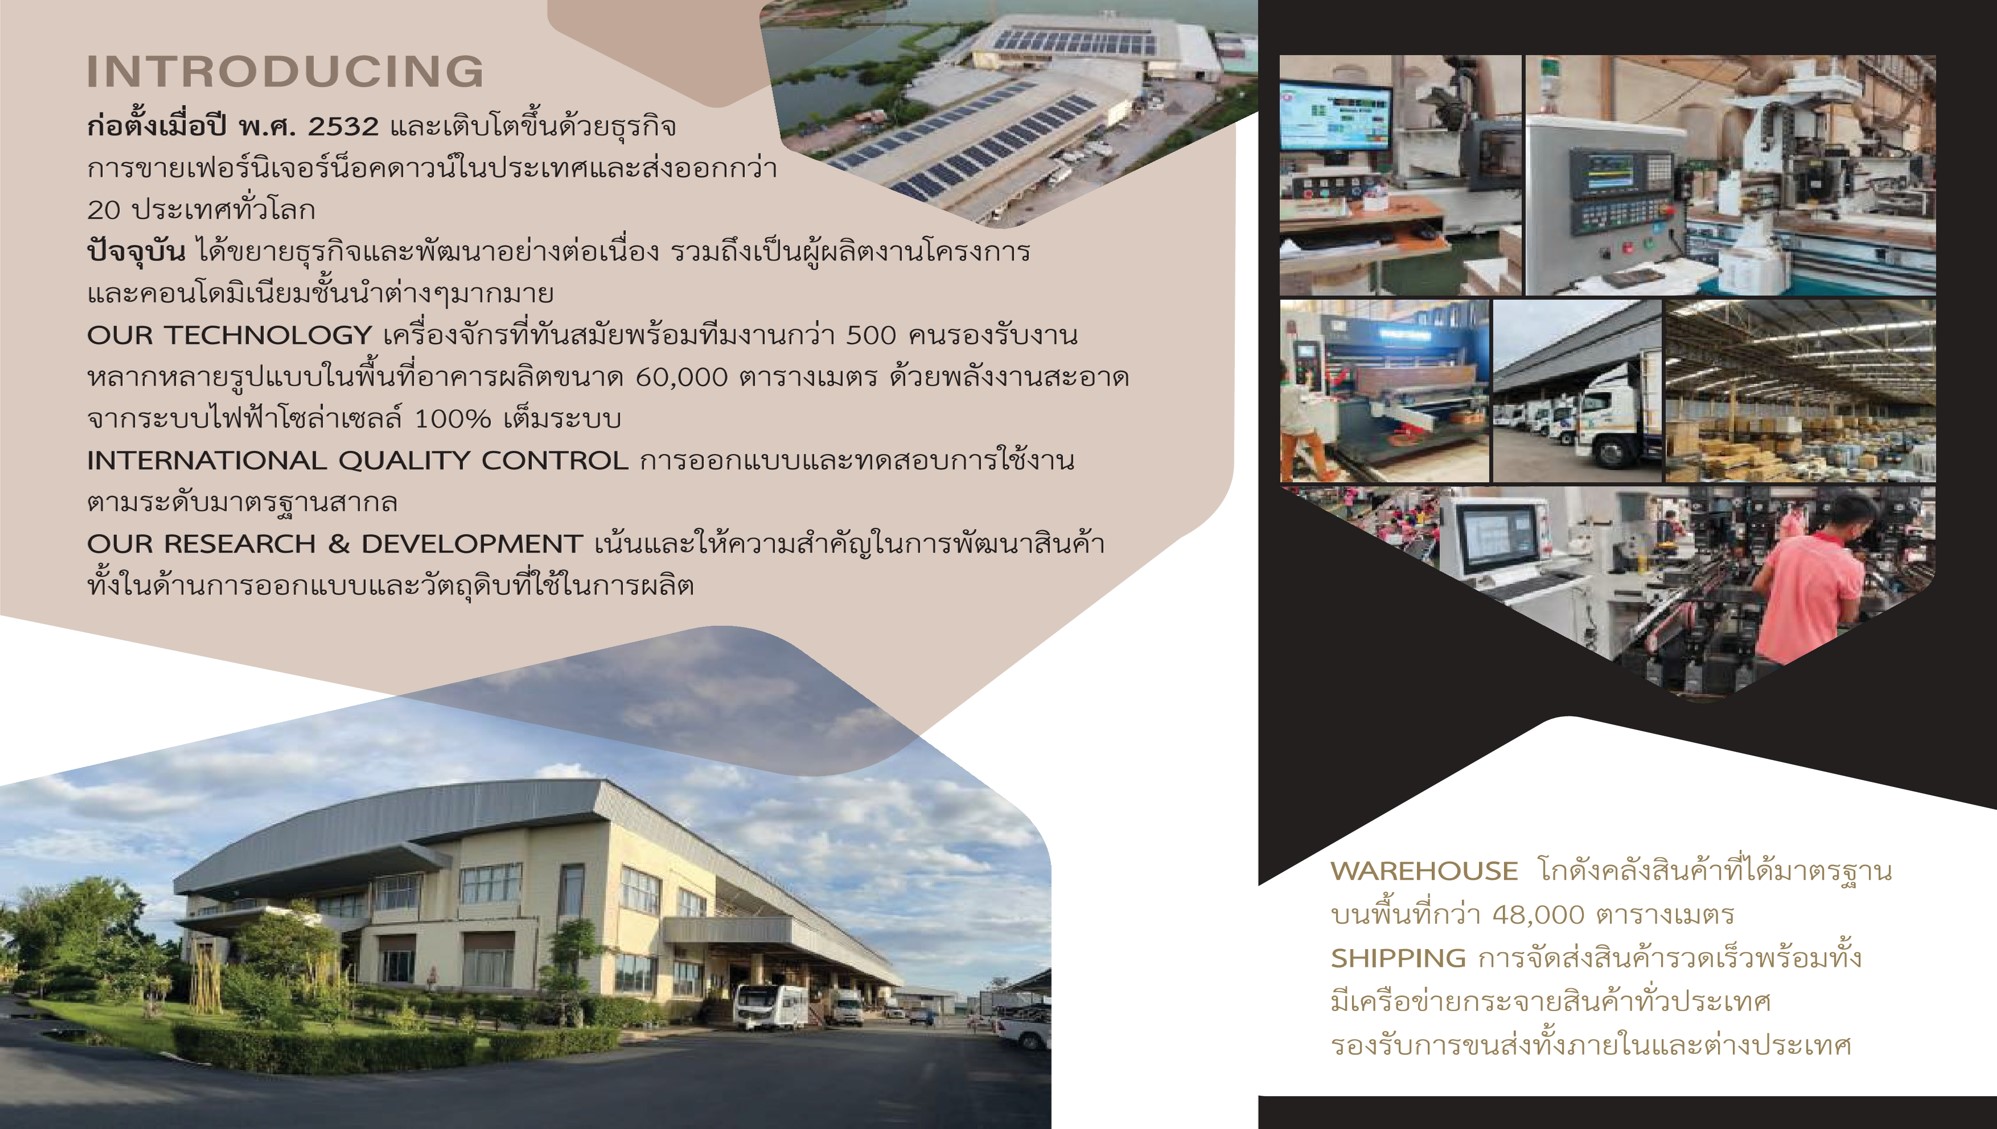 INTRODUCING
ก่อตั้งเมื่อปี พ.ศ. 2532 และเติบโตขึ้นด้วยธุรกิจ
การขายเฟอร์นิเจอร์น็อคดาวน์ในประเทศและส่งออกกว่า
20 ประเทศทั่วโลก
ปัจจุบัน ได้ขยายธุรกิจและพัฒนาอย่างต่อเนื่อง รวมถึงเป็นผู้ผลิตงานโครงการ
และคอนโดมิเนียมชั้นนำต่างๆมากมาย
OUR TECHNOLOGY เครื่องจักรที่ทันสมัยพร้อมทีมงานกว่า 500 คนรองรับงาน
หลากหลายรูปแบบในพื้นที่อาคารผลิตขนาด 60,000 ตารางเมตร ด้วยพลังงานสะอาด
จากระบบไฟฟ้าโซล่าเซลล์ 100% เต็มระบบ
INTERNATIONAL QUALITY CONTROL การออกแบบและทดสอบการใช้งาน
ตามระดับมาตรฐานสากล
OUR RESEARCH & DEVELOPMENT เน้นและให้ความสำคัญในการพัฒนาสินค้า
ทั้งในด้านการออกแบบและวัตถุดิบที่ใช้ในการผลิต
WAREHOUSE โกดังคลังสินค้าที่ได้มาตรฐาน
บนพื้นที่กว่า 48,000 ตารางเมตร
SHIPPING การจัดส่งสินค้ารวดเร็วพร้อมทั้ง
มีเครือข่ายกระจายสินค้าทั่วประเทศ
รองรับการขนส่งทั้งภายในและต่างประเทศ